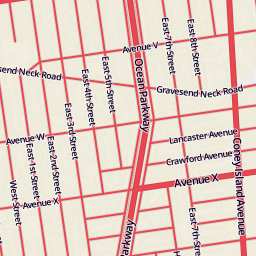 East 7th Street
East 8th Street
Avenue V
Ocean Parkway
send Neck Road
Gravesend Neck Road
East 4th Street
East 5th Street
East 3rd Street
Avenue W
Lancaster Avenue
Crawford Avenue
Coney Island Avenue
East 1st Street
East 2nd Street
West Street
Avenue X
Avenue X
East 7th
Parkway